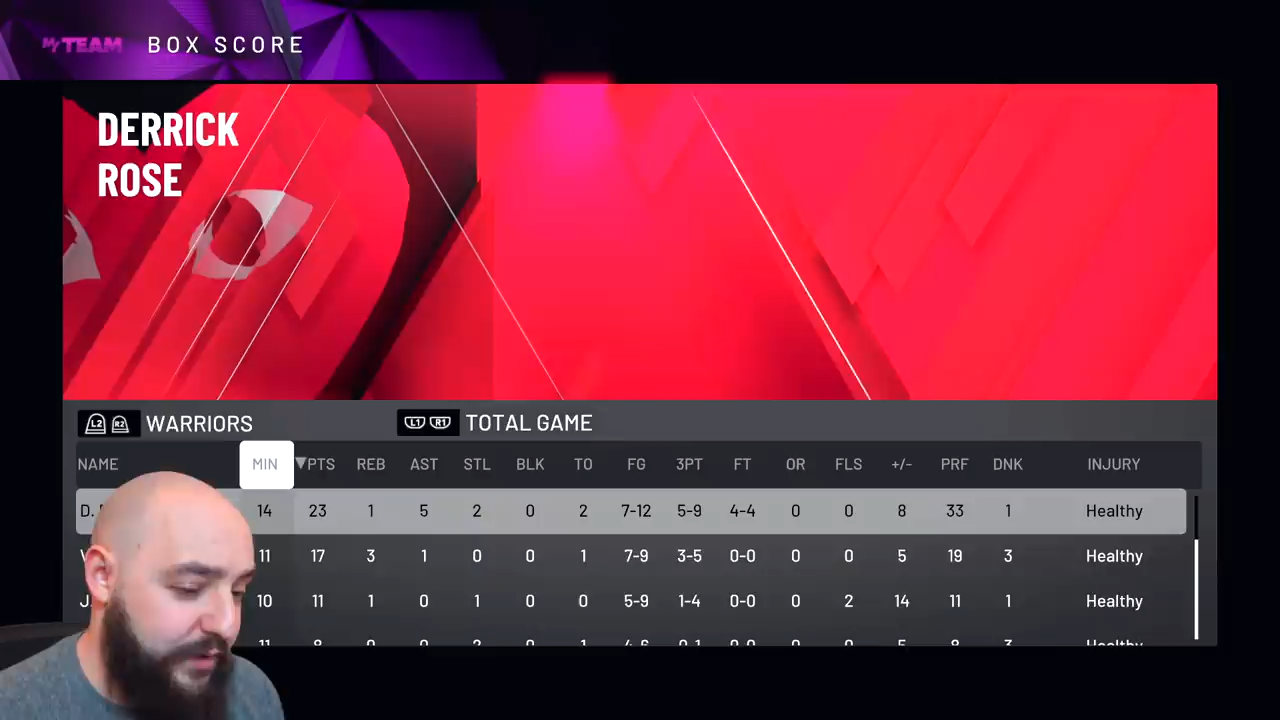 MyTEAM BOX SCORE
DERRICK
ROSE
L2 R2 WARRIORS L1 R1 TOTAL GAME
NAME MIN ▼PTS REB AST STL BLK TO FG 3PT FT OR FLS +/- PRF DNK INJURY
D. 14 23 1 5 2 0 2 7-12 5-9 4-4 0 0 8 33 1 Healthy
11 17 3 1 0 0 1 7-9 3-5 0-0 0 0 5 19 3 Healthy
J. 10 11 1 0 1 0 0 5-9 1-4 0-0 0 2 14 11 1 Healthy